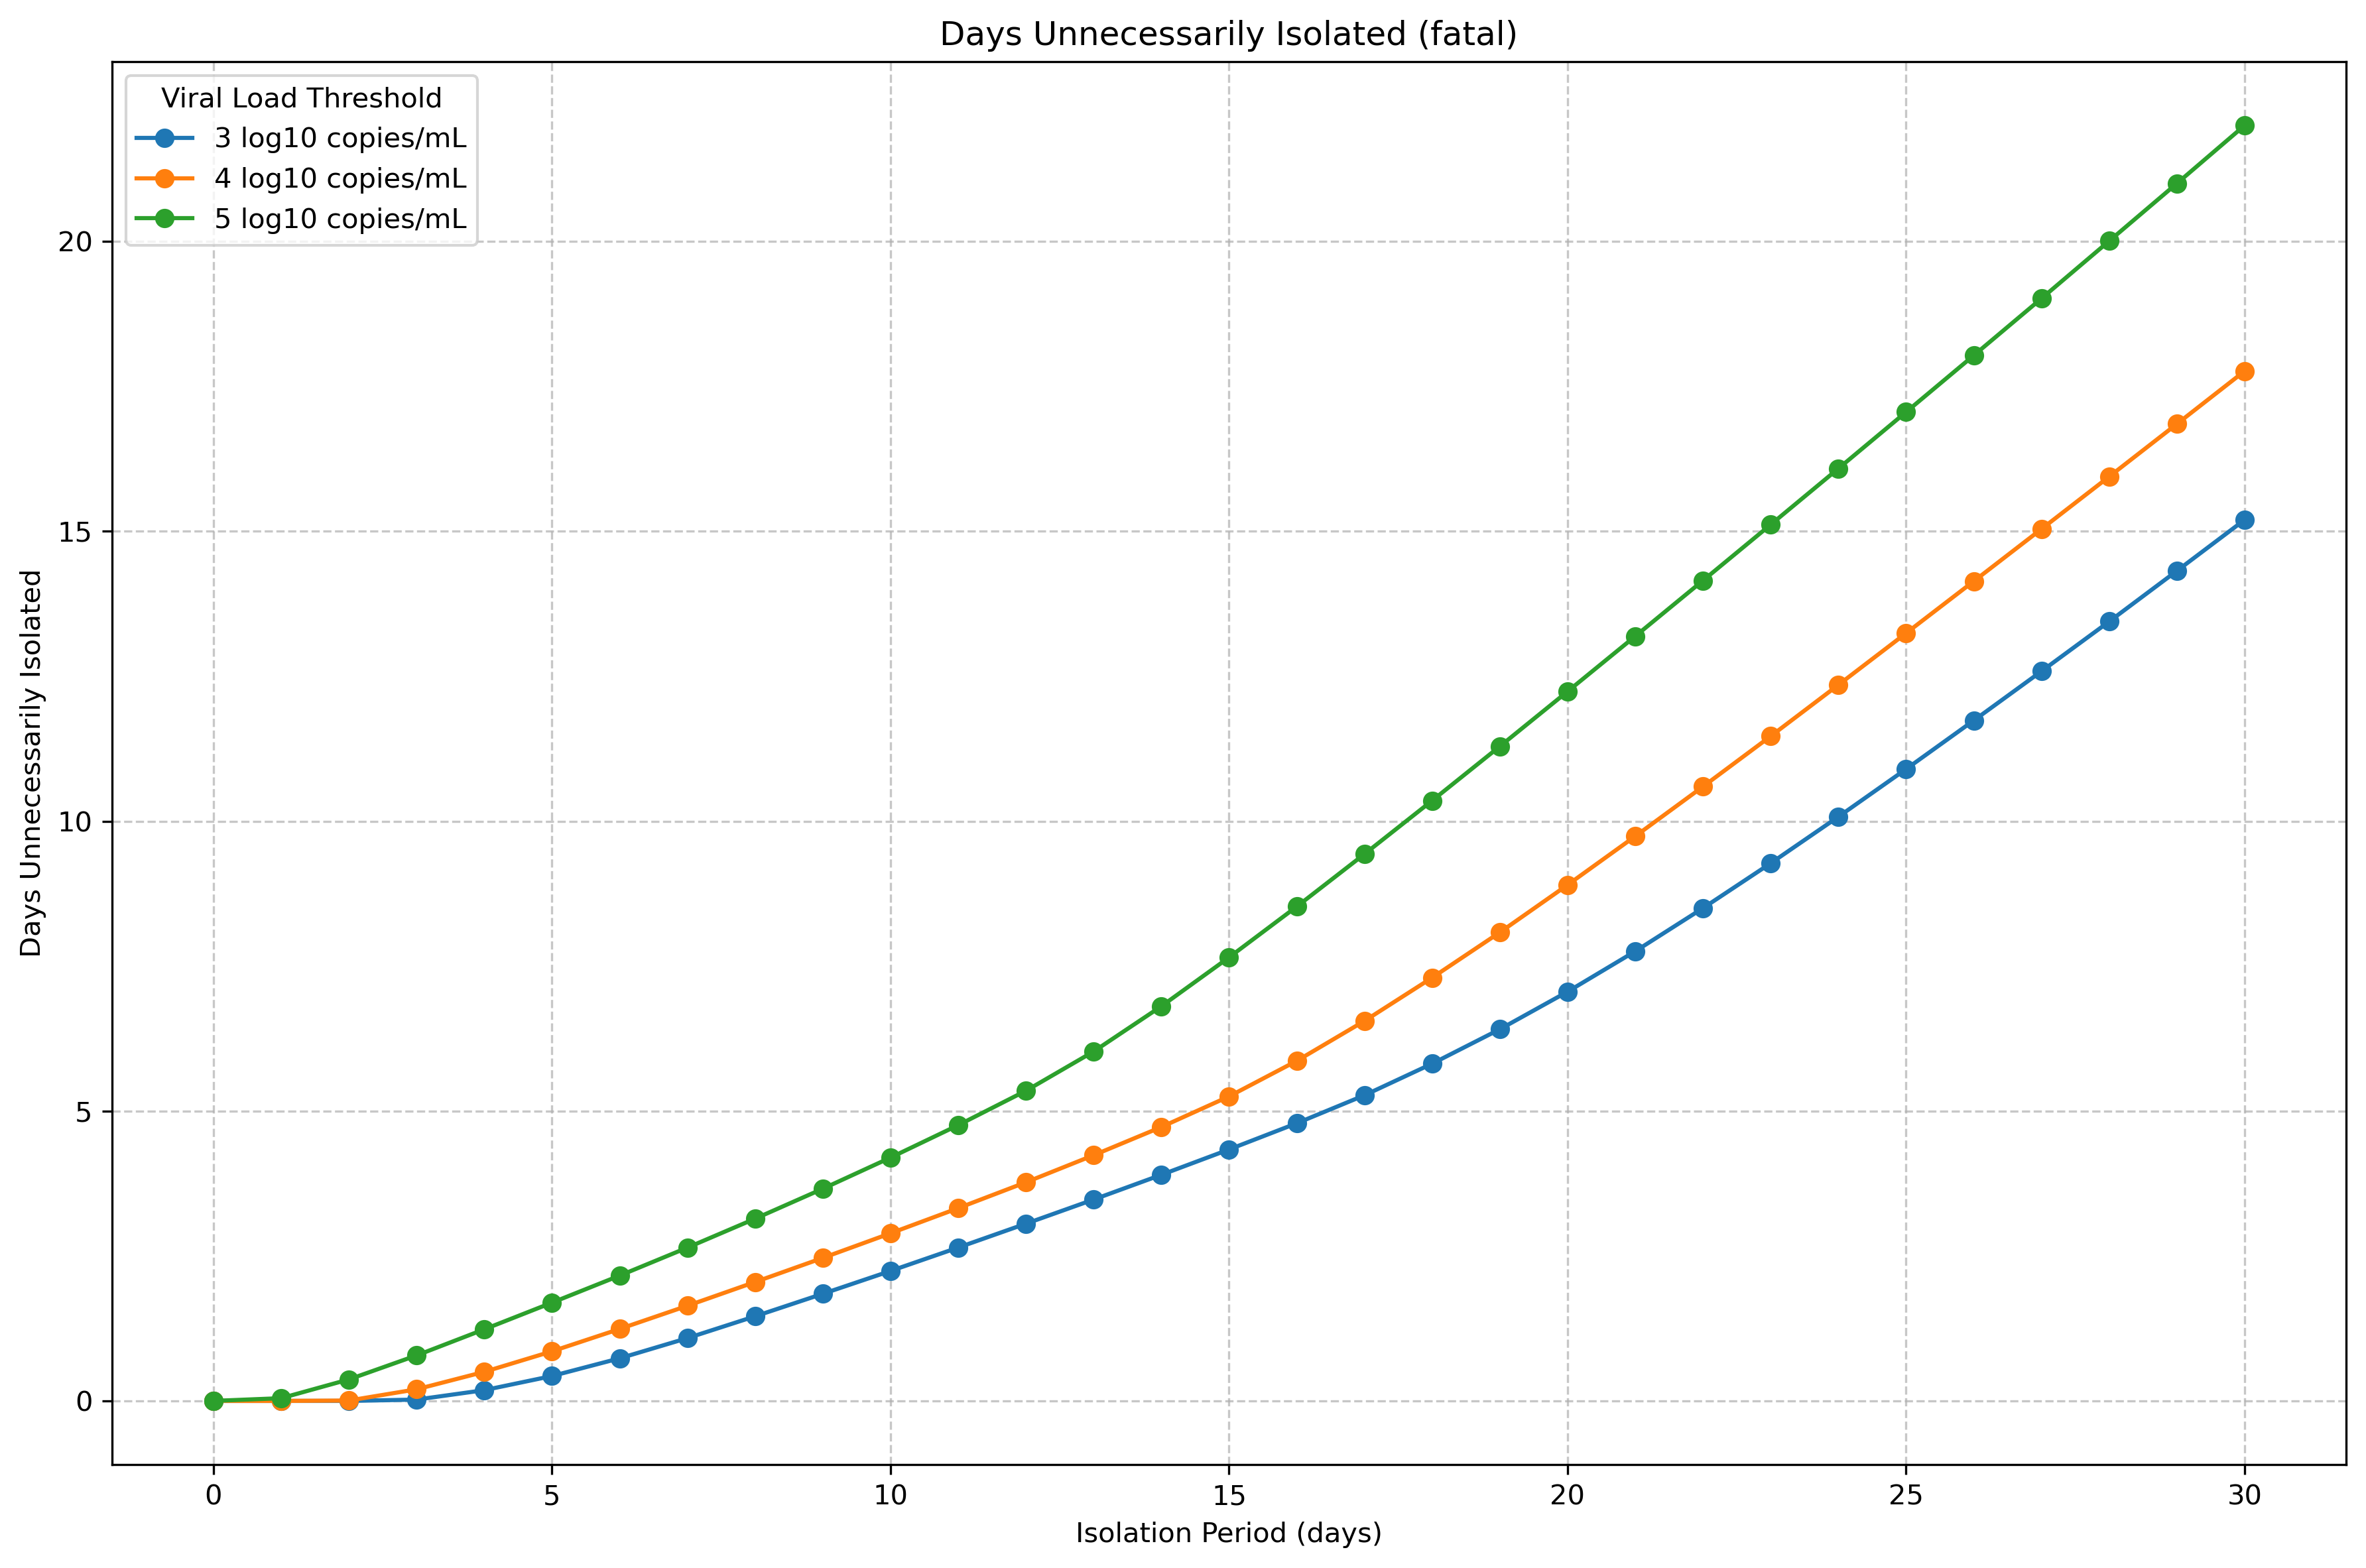 Days Unnecessarily Isolated (fatal)
Viral Load Threshold
3 log10 copies/mL
4 log10 copies/mL
5 log10 copies/mL
Days Unnecessarily Isolated
20
15
10
5
0
0 5 10 15 20 25 30
Isolation Period (days)